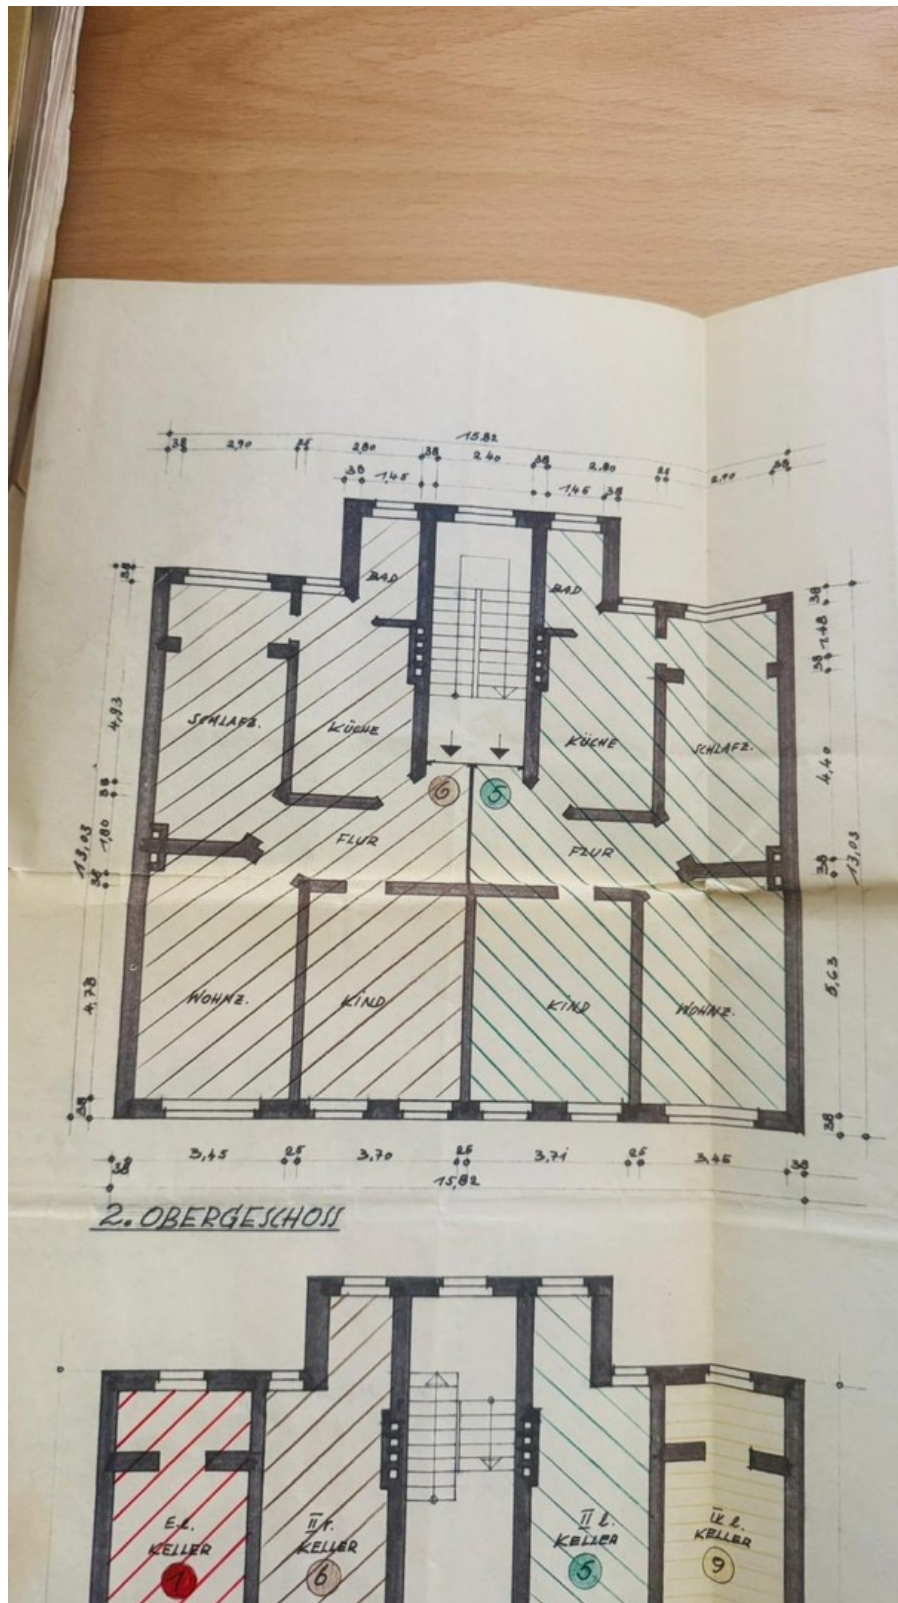 15.82
38 2,90 25 2,80 38 2 40 38 2.80 25 2.90 38
38 1,45 1,45 38
BAD
BAD
38
38
1.48
38
4,93
4,40
SCHLAFZ.
KÜCHE
KÜCHE
SCHLAFZ.
6
5
38
1,80
13,03
38
FLUR
FLUR
38
13,03
4,78
5,63
WOHNZ.
KIND
KIND
WOHNZ.
38
38
38 3,45 25 3,70 25 3,71 25 3.45 38
15,82
2. OBERGESCHOSS
E.l.
KELLER
1
II r.
KELLER
6
II l.
KELLER
5
KELLER
9